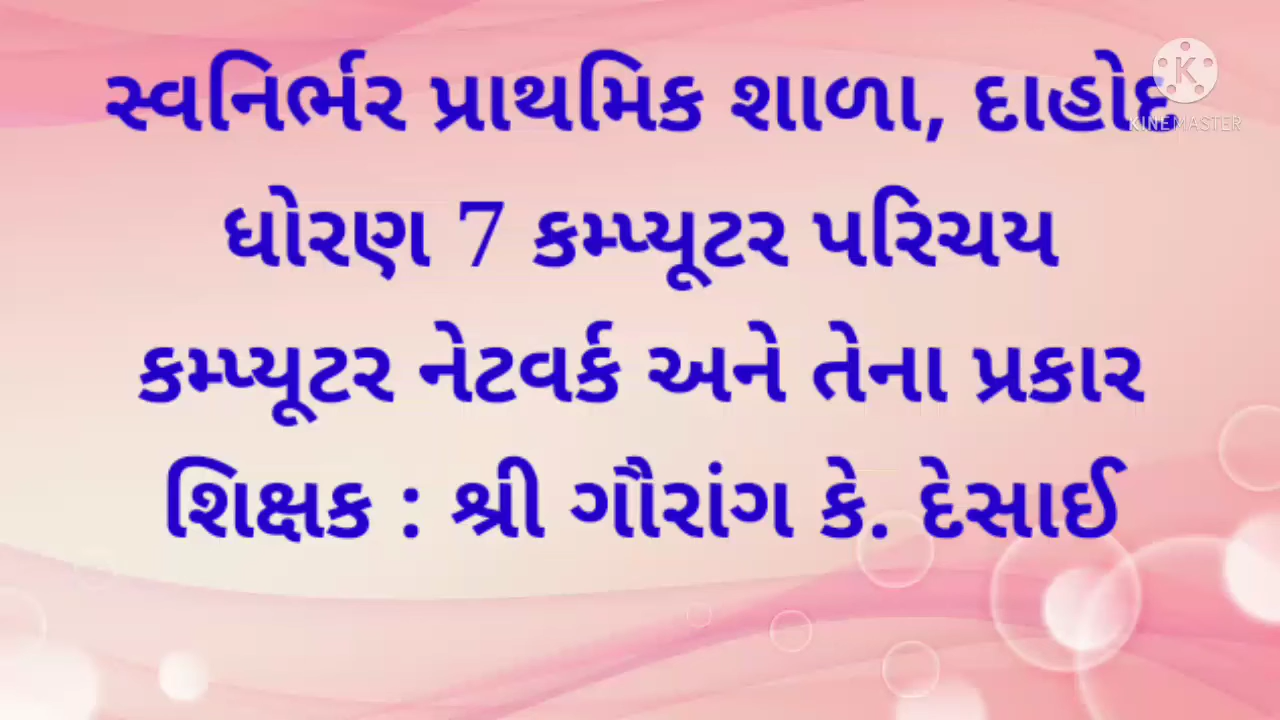 સ્વનિર્ભર પ્રાથમિક શાળા, દાહોદ
KINEMASTER
ધોરણ 7 કમ્પ્યૂટર પરિચય
કમ્પ્યૂટર નેટવર્ક અને તેના પ્રકાર
શિક્ષક : શ્રી ગૌરાંગ કે. દેસાઈ